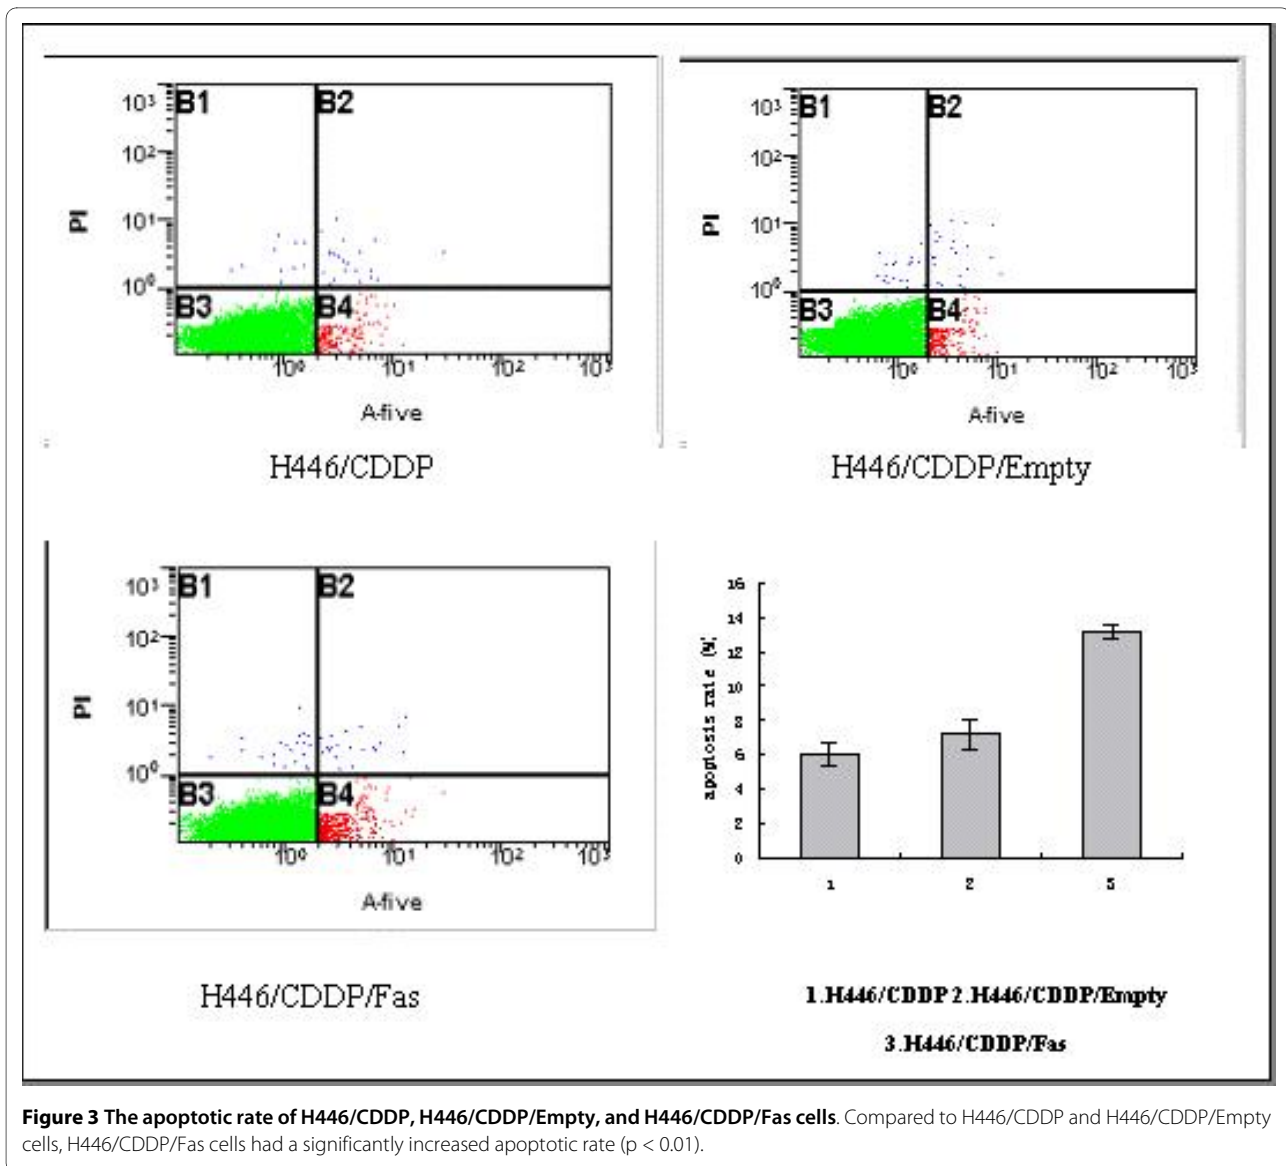 B1 B2
10³
10²
PI
10¹
10⁰
B3 B4
10⁰ 10¹ 10² 10³
A-five
H446/CDDP
B1 B2
10³
10²
PI
10¹
10⁰
B3 B4
10⁰ 10¹ 10² 10³
A-five
H446/CDDP/Empty
B1 B2
10³
10²
PI
10¹
10⁰
B3 B4
10⁰ 10¹ 10² 10³
A-five
H446/CDDP/Fas
16
14
12
10
8
6
4
2
0
apoptosis rate (%)
1 2 3
1.H446/CDDP 2.H446/CDDP/Empty
3.H446/CDDP/Fas
Figure 3 The apoptotic rate of H446/CDDP, H446/CDDP/Empty, and H446/CDDP/Fas cells. Compared to H446/CDDP and H446/CDDP/Empty
cells, H446/CDDP/Fas cells had a significantly increased apoptotic rate (p < 0.01).